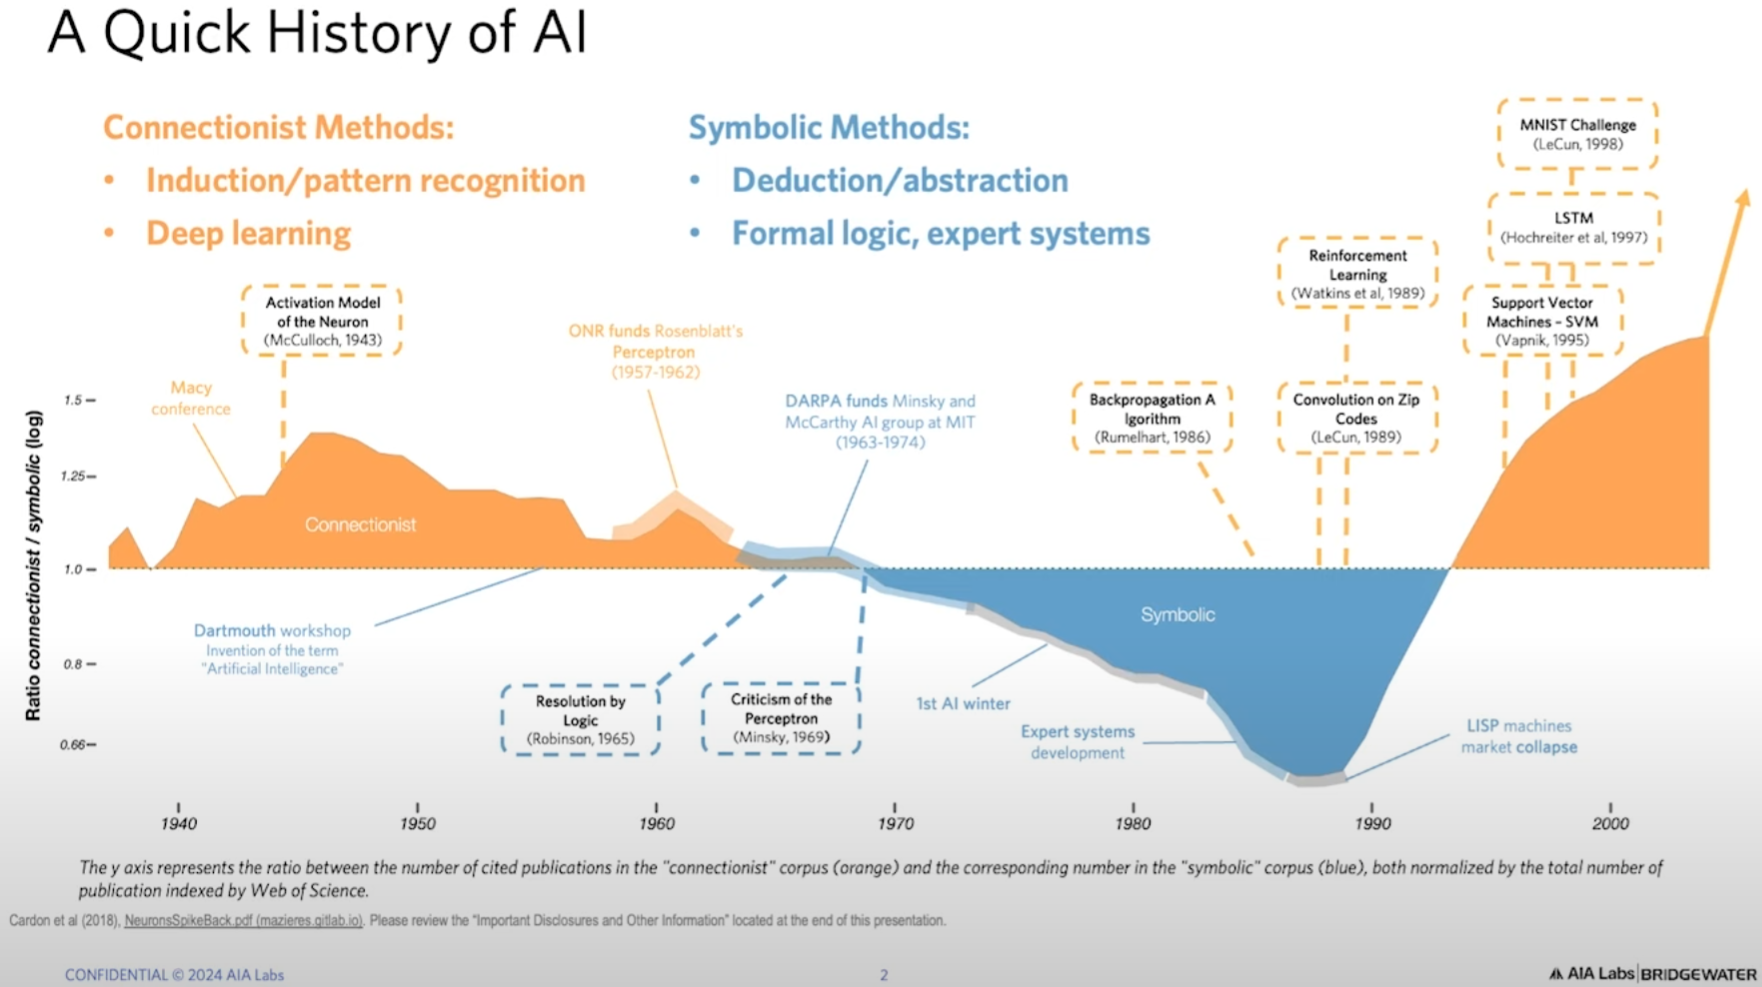 A Quick History of AI
Connectionist Methods:
• Induction/pattern recognition
• Deep learning
Symbolic Methods:
• Deduction/abstraction
• Formal logic, expert systems
MNIST Challenge
(LeCun, 1998)
LSTM
(Hochreiter et al, 1997)
Reinforcement
Learning
(Watkins et al, 1989)
Support Vector
Machines – SVM
(Vapnik, 1995)
Activation Model
of the Neuron
(McCulloch, 1943)
ONR funds Rosenblatt's
Perceptron
(1957-1962)
Macy
conference
DARPA funds Minsky and
McCarthy AI group at MIT
(1963-1974)
Backpropagation A
lgorithm
(Rumelhart, 1986)
Convolution on Zip
Codes
(LeCun, 1989)
Ratio connectionist / symbolic (log)
1.5
1.25
1.0
0.8
0.66
Connectionist
Symbolic
Dartmouth workshop
Invention of the term
"Artificial Intelligence"
Resolution by
Logic
(Robinson, 1965)
Criticism of the
Perceptron
(Minsky, 1969)
1st AI winter
Expert systems
development
LISP machines
market collapse
1940
1950
1960
1970
1980
1990
2000
The y axis represents the ratio between the number of cited publications in the "connectionist" corpus (orange) and the corresponding number in the "symbolic" corpus (blue), both normalized by the total number of
publication indexed by Web of Science.
Cardon et al (2018), NeuronsSpikeBack.pdf (mazieres.gitlab.io). Please review the "Important Disclosures and Other Information" located at the end of this presentation.
CONFIDENTIAL © 2024 AIA Labs
2
AIA Labs | BRIDGEWATER